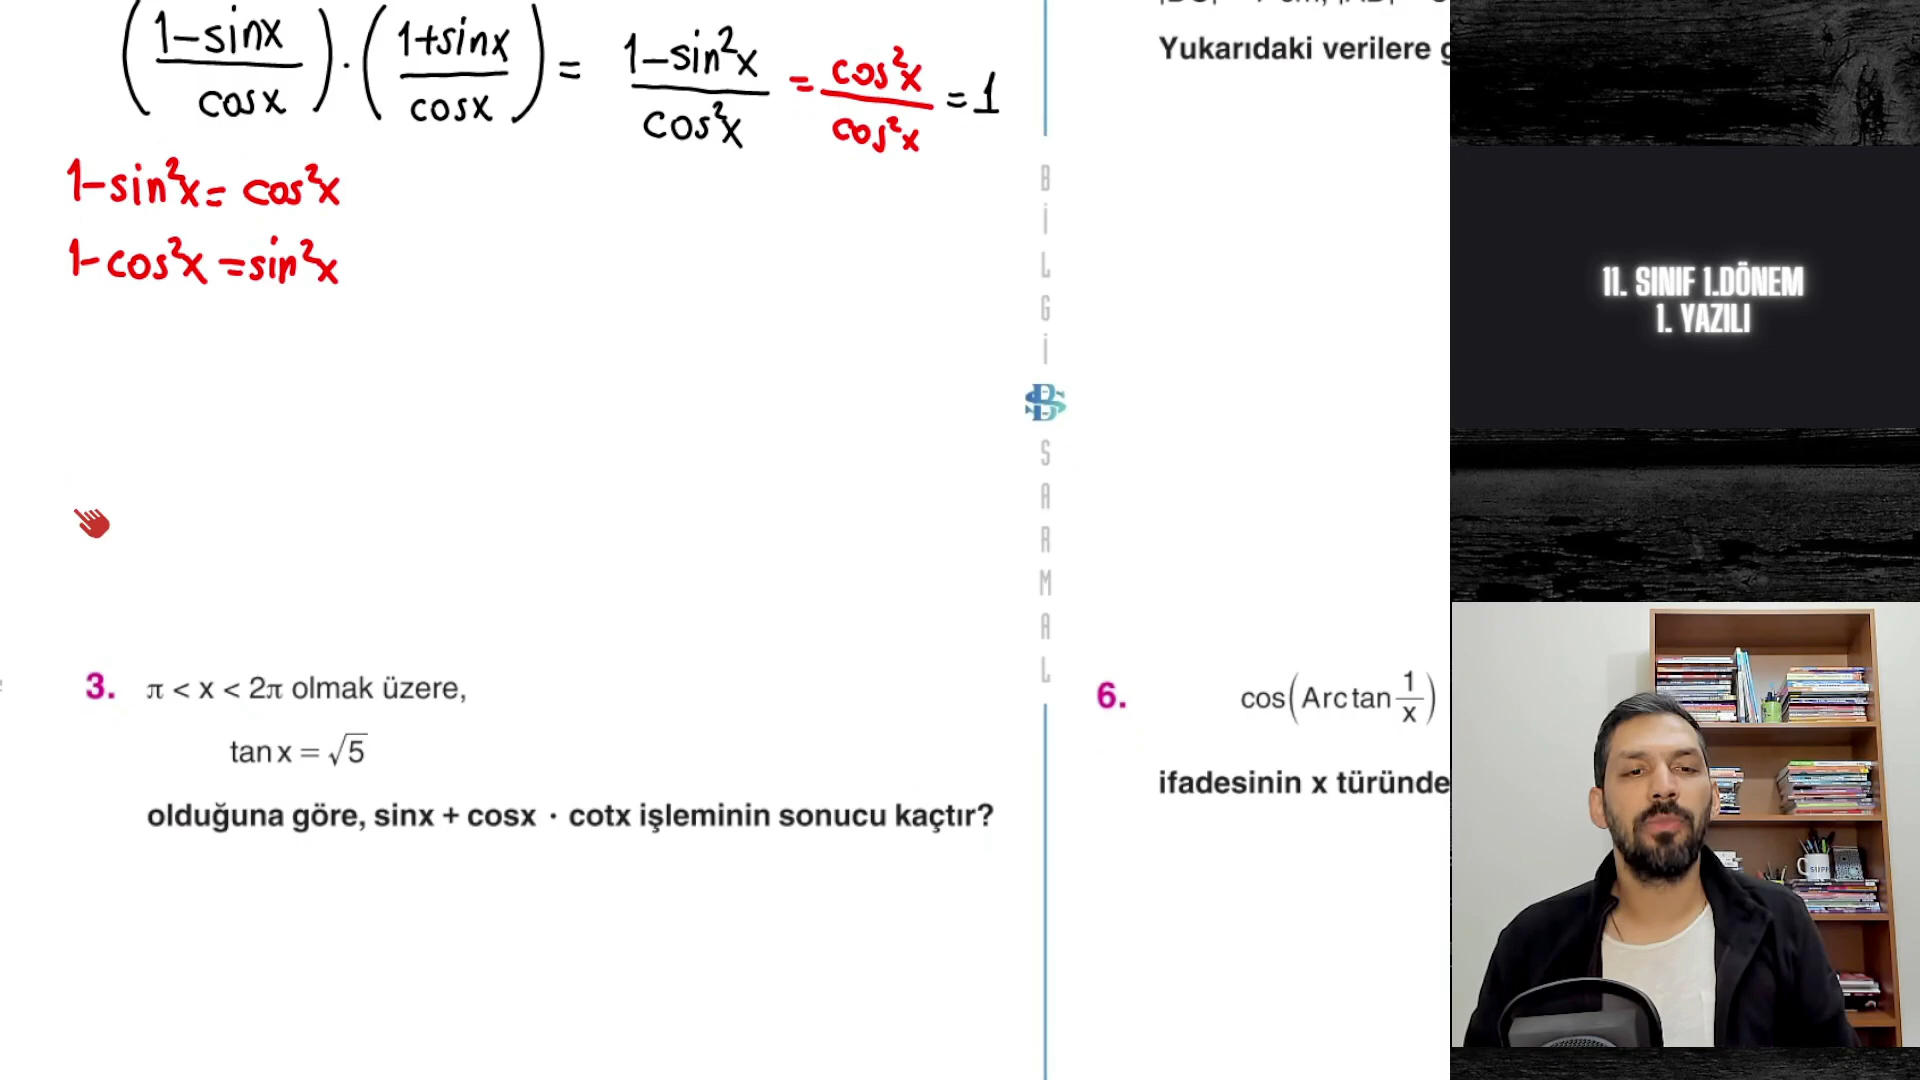 (1-sinx/cosx)·(1+sinx/cosx) = 1-sin²x/cos²x = cos²x/cos²x = 1
1-sin²x = cos²x
1-cos²x = sin²x
3. π < x < 2π olmak üzere,
tan x = √5
olduğuna göre, sinx + cosx · cotx işleminin sonucu kaçtır?
BİLGİ
SARMAL
Yukarıdaki verilere
6. cos(Arctan 1/x)
ifadesinin x türünde
11. SINIF 1.DÖNEM
1. YAZILI